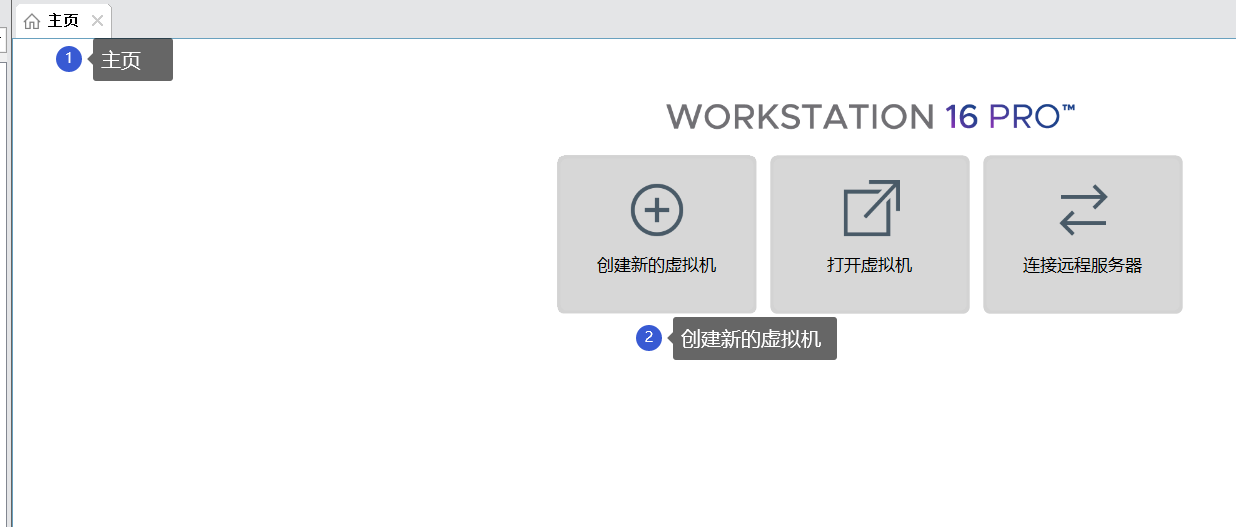 主页
1 主页
WORKSTATION 16 PRO™
创建新的虚拟机
打开虚拟机
连接远程服务器
2 创建新的虚拟机